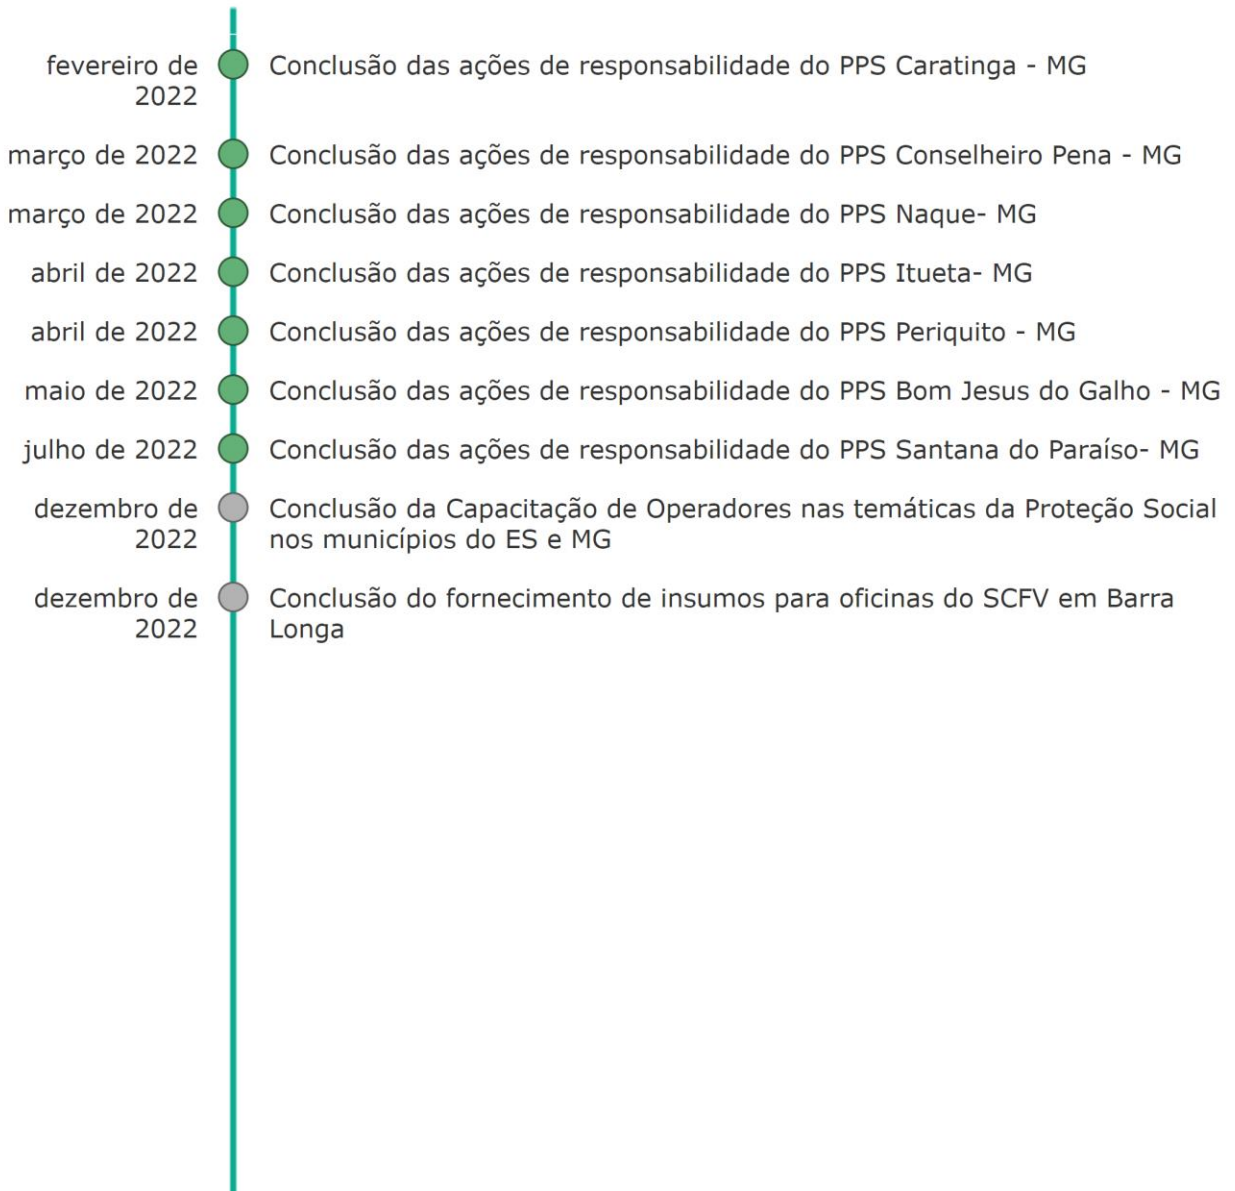 fevereiro de Conclusão das ações de responsabilidade do PPS Caratinga - MG
2022
março de 2022 Conclusão das ações de responsabilidade do PPS Conselheiro Pena - MG
março de 2022 Conclusão das ações de responsabilidade do PPS Naque- MG
abril de 2022 Conclusão das ações de responsabilidade do PPS Itueta- MG
abril de 2022 Conclusão das ações de responsabilidade do PPS Periquito - MG
maio de 2022 Conclusão das ações de responsabilidade do PPS Bom Jesus do Galho - MG
julho de 2022 Conclusão das ações de responsabilidade do PPS Santana do Paraíso- MG
dezembro de Conclusão da Capacitação de Operadores nas temáticas da Proteção Social
2022 nos municípios do ES e MG
dezembro de Conclusão do fornecimento de insumos para oficinas do SCFV em Barra
2022 Longa